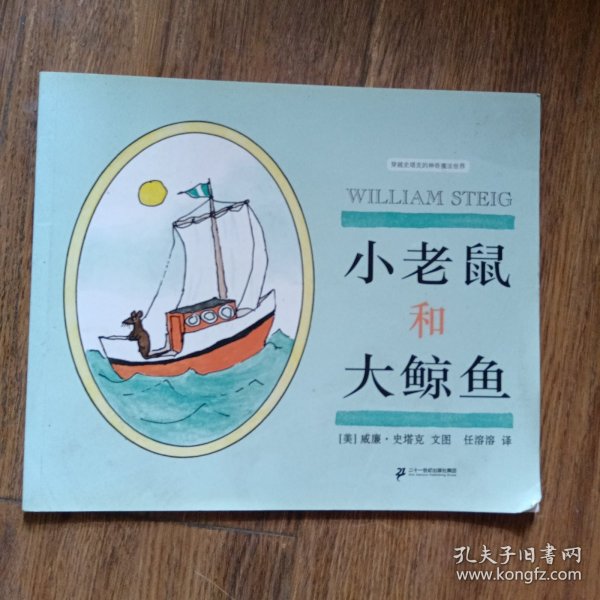 穿越史塔克的神奇魔法世界
WILLIAM STEIG
小老鼠
和
大鲸鱼
[美] 威廉·史塔克 文图 任溶溶 译
二十一世纪出版社集团
孔夫子旧书网
www.kongfz.com